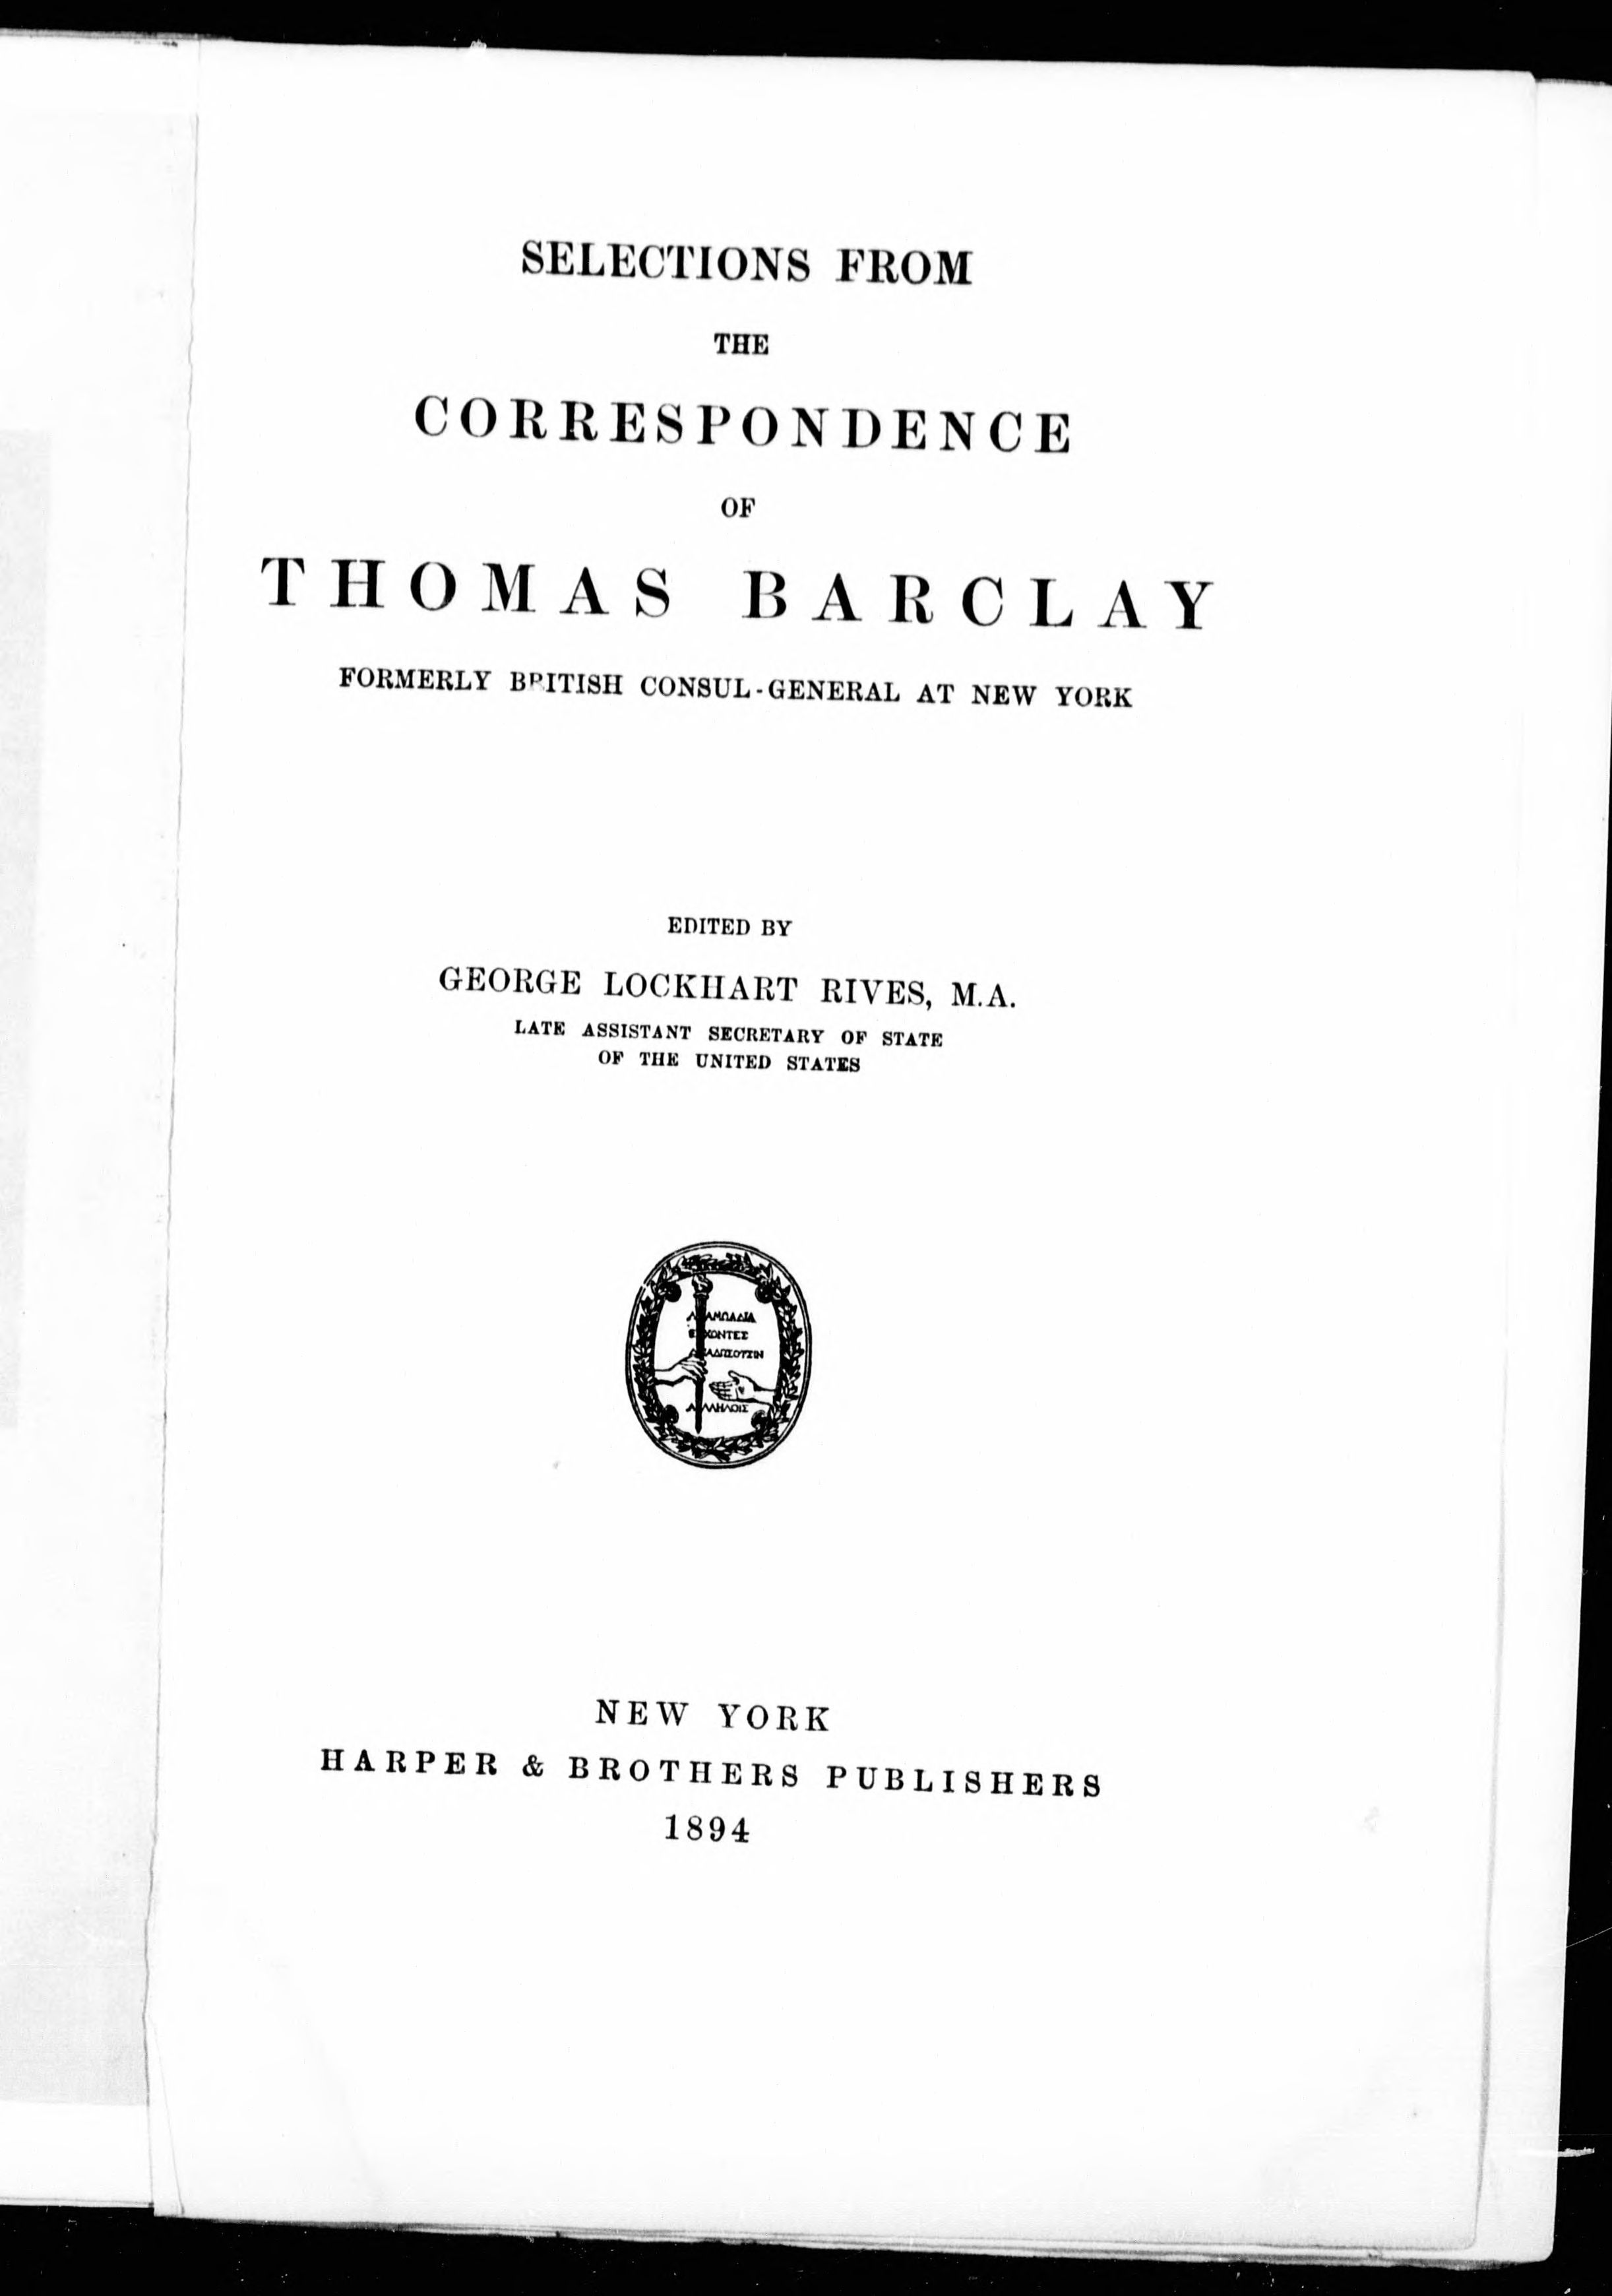 SELECTIONS FROM
THE
CORRESPONDENCE
OF
THOMAS BARCLAY
FORMERLY BRITISH CONSUL-GENERAL AT NEW YORK
EDITED BY
GEORGE LOCKHART RIVES, M.A.
LATE ASSISTANT SECRETARY OF STATE
OF THE UNITED STATES
NEW YORK
HARPER & BROTHERS PUBLISHERS
1894